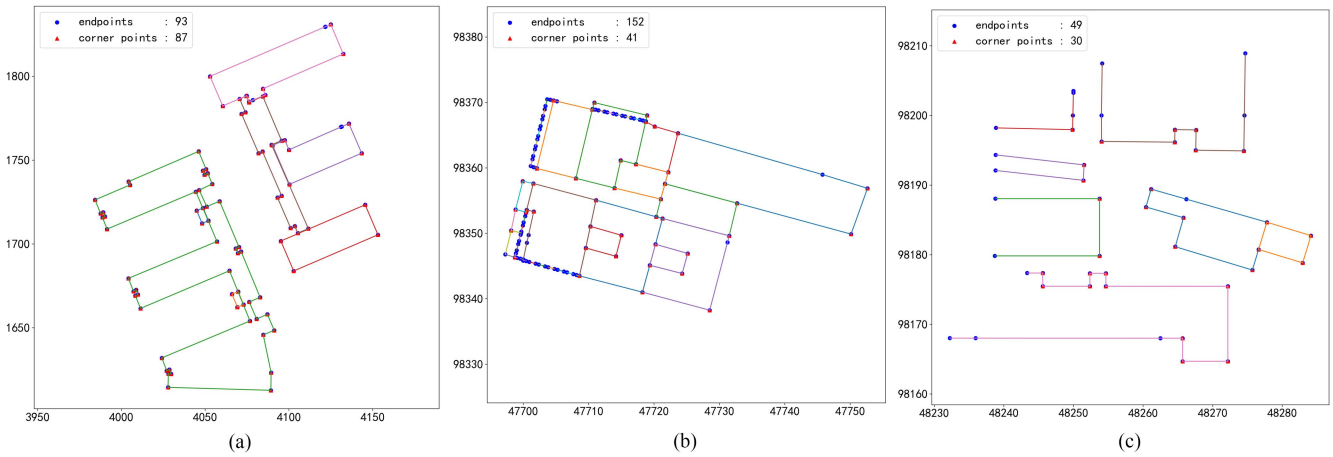 endpoints : 93
corner points : 87
1800
1750
1700
1650
3950 4000 4050 4100 4150
(a)
endpoints : 152
corner points : 41
98380
98370
98360
98350
98340
98330
47700 47710 47720 47730 47740 47750
(b)
endpoints : 49
corner points : 30
98210
98200
98190
98180
98170
98160
48230 48240 48250 48260 48270 48280
(c)